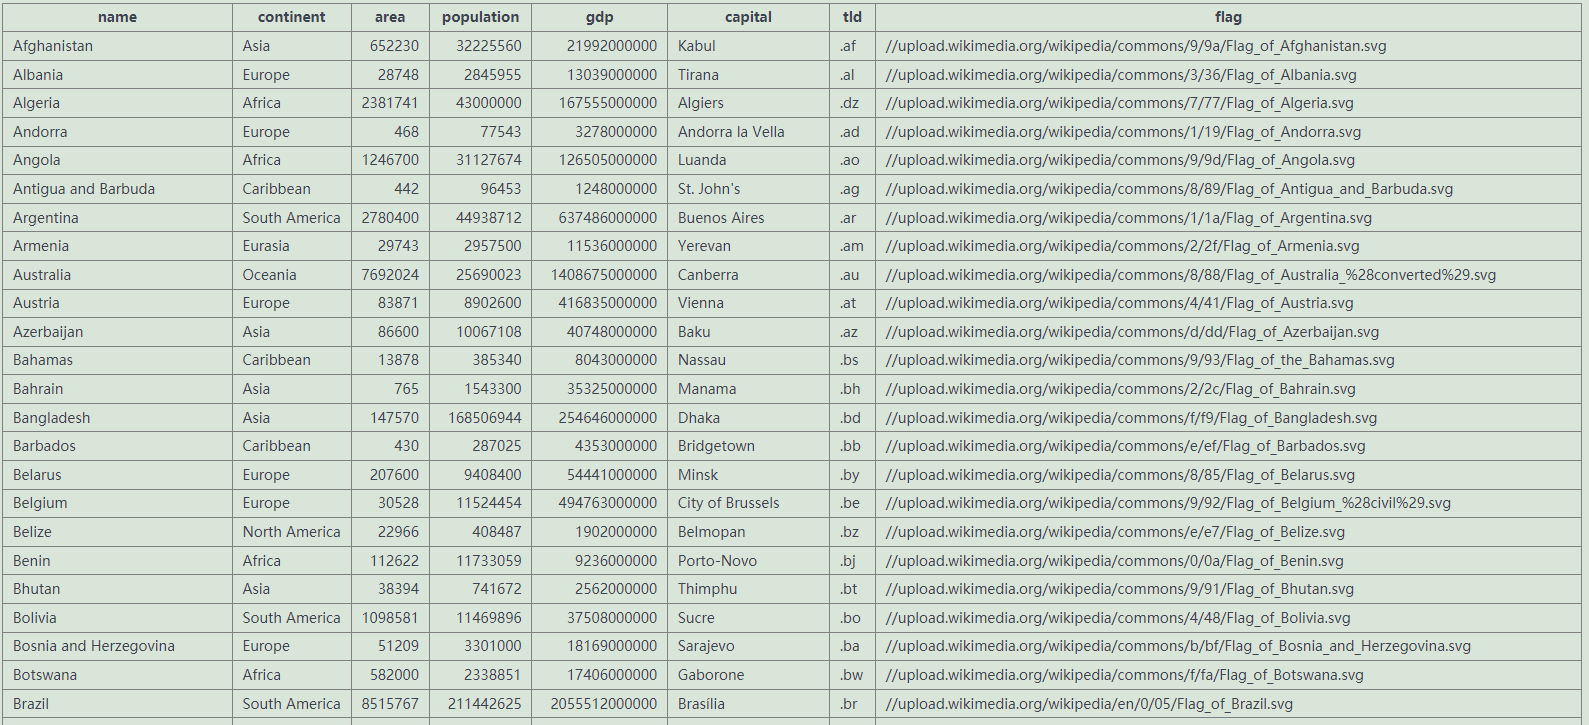 name continent area population gdp capital tld flag
Afghanistan Asia 652230 32225560 21992000000 Kabul .af //upload.wikimedia.org/wikipedia/commons/9/9a/Flag_of_Afghanistan.svg
Albania Europe 28748 2845955 13039000000 Tirana .al //upload.wikimedia.org/wikipedia/commons/3/36/Flag_of_Albania.svg
Algeria Africa 2381741 43000000 167555000000 Algiers .dz //upload.wikimedia.org/wikipedia/commons/7/77/Flag_of_Algeria.svg
Andorra Europe 468 77543 3278000000 Andorra la Vella .ad //upload.wikimedia.org/wikipedia/commons/1/19/Flag_of_Andorra.svg
Angola Africa 1246700 31127674 126505000000 Luanda .ao //upload.wikimedia.org/wikipedia/commons/9/9d/Flag_of_Angola.svg
Antigua and Barbuda Caribbean 442 96453 1248000000 St. John's .ag //upload.wikimedia.org/wikipedia/commons/8/89/Flag_of_Antigua_and_Barbuda.svg
Argentina South America 2780400 44938712 637486000000 Buenos Aires .ar //upload.wikimedia.org/wikipedia/commons/1/1a/Flag_of_Argentina.svg
Armenia Eurasia 29743 2957500 11536000000 Yerevan .am //upload.wikimedia.org/wikipedia/commons/2/2f/Flag_of_Armenia.svg
Australia Oceania 7692024 25690023 1408675000000 Canberra .au //upload.wikimedia.org/wikipedia/commons/8/88/Flag_of_Australia_%28converted%29.svg
Austria Europe 83871 8902600 416835000000 Vienna .at //upload.wikimedia.org/wikipedia/commons/4/41/Flag_of_Austria.svg
Azerbaijan Asia 86600 10067108 40748000000 Baku .az //upload.wikimedia.org/wikipedia/commons/d/dd/Flag_of_Azerbaijan.svg
Bahamas Caribbean 13878 385340 8043000000 Nassau .bs //upload.wikimedia.org/wikipedia/commons/9/93/Flag_of_the_Bahamas.svg
Bahrain Asia 765 1543300 35325000000 Manama .bh //upload.wikimedia.org/wikipedia/commons/2/2c/Flag_of_Bahrain.svg
Bangladesh Asia 147570 168506944 254646000000 Dhaka .bd //upload.wikimedia.org/wikipedia/commons/f/f9/Flag_of_Bangladesh.svg
Barbados Caribbean 430 287025 4353000000 Bridgetown .bb //upload.wikimedia.org/wikipedia/commons/e/ef/Flag_of_Barbados.svg
Belarus Europe 207600 9408400 54441000000 Minsk .by //upload.wikimedia.org/wikipedia/commons/8/85/Flag_of_Belarus.svg
Belgium Europe 30528 11524454 494763000000 City of Brussels .be //upload.wikimedia.org/wikipedia/commons/9/92/Flag_of_Belgium_%28civil%29.svg
Belize North America 22966 408487 1902000000 Belmopan .bz //upload.wikimedia.org/wikipedia/commons/e/e7/Flag_of_Belize.svg
Benin Africa 112622 11733059 9236000000 Porto-Novo .bj //upload.wikimedia.org/wikipedia/commons/0/0a/Flag_of_Benin.svg
Bhutan Asia 38394 741672 2562000000 Thimphu .bt //upload.wikimedia.org/wikipedia/commons/9/91/Flag_of_Bhutan.svg
Bolivia South America 1098581 11469896 37508000000 Sucre .bo //upload.wikimedia.org/wikipedia/commons/4/48/Flag_of_Bolivia.svg
Bosnia and Herzegovina Europe 51209 3301000 18169000000 Sarajevo .ba //upload.wikimedia.org/wikipedia/commons/b/bf/Flag_of_Bosnia_and_Herzegovina.svg
Botswana Africa 582000 2338851 17406000000 Gaborone .bw //upload.wikimedia.org/wikipedia/commons/f/fa/Flag_of_Botswana.svg
Brazil South America 8515767 211442625 2055512000000 Brasília .br //upload.wikimedia.org/wikipedia/en/0/05/Flag_of_Brazil.svg